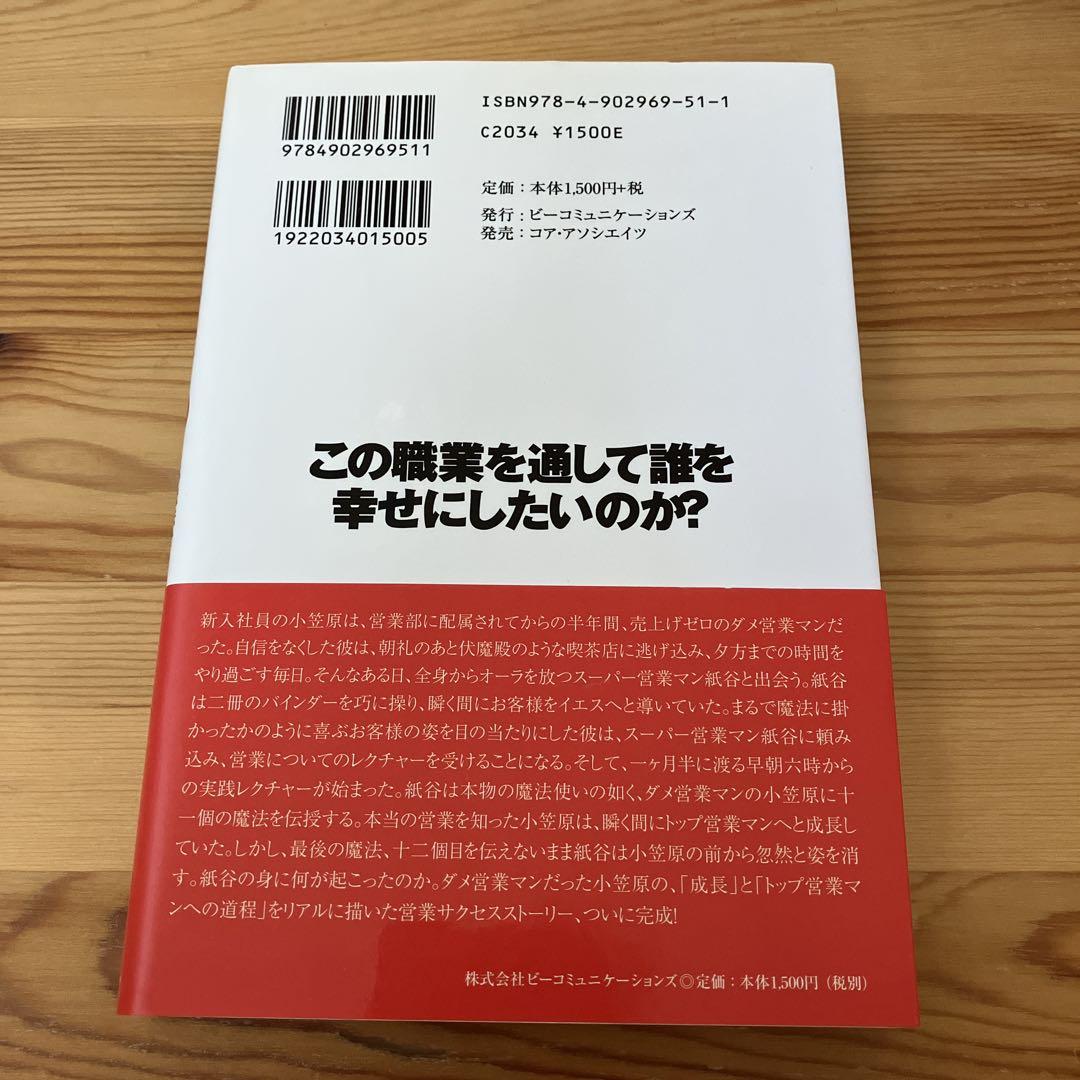 9784902969511
ISBN978-4-902969-51-1
C2034 ¥1500E
1922034015005
定価：本体1,500円+税
発行：ビーコミュニケーションズ
発売：コア・アソシエイツ
この職業を通して誰を
幸せにしたいのか?
新入社員の小笠原は、営業部に配属されてからの半年間、売上げゼロのダメ営業マンだ
った。自信をなくした彼は、朝礼のあと伏魔殿のような喫茶店に逃げ込み、夕方までの時間を
やり過ごす毎日。そんなある日、全身からオーラを放つスーパー営業マン紙谷と出会う。紙谷
は二冊のバインダーを巧に操り、瞬く間にお客様をイエスへと導いていた。まるで魔法に掛
かったかのように喜ぶお客様の姿を目の当たりにした彼は、スーパー営業マン紙谷に頼み
込み、営業についてのレクチャーを受けることになる。そして、一ヶ月半に渡る早朝六時から
の実践レクチャーが始まった。紙谷は本物の魔法使いの如く、ダメ営業マンの小笠原に十
一個の魔法を伝授する。本当の営業を知った小笠原は、瞬く間にトップ営業マンへと成長し
ていた。しかし、最後の魔法、十二個目を伝えないまま紙谷は小笠原の前から忽然と姿を消
す。紙谷の身に何が起こったのか。ダメ営業マンだった小笠原の、「成長」と「トップ営業マ
ンへの道程」をリアルに描いた営業サクセスストーリー、ついに完成!
株式会社ビーコミュニケーションズ◎定価：本体1,500円（税別）